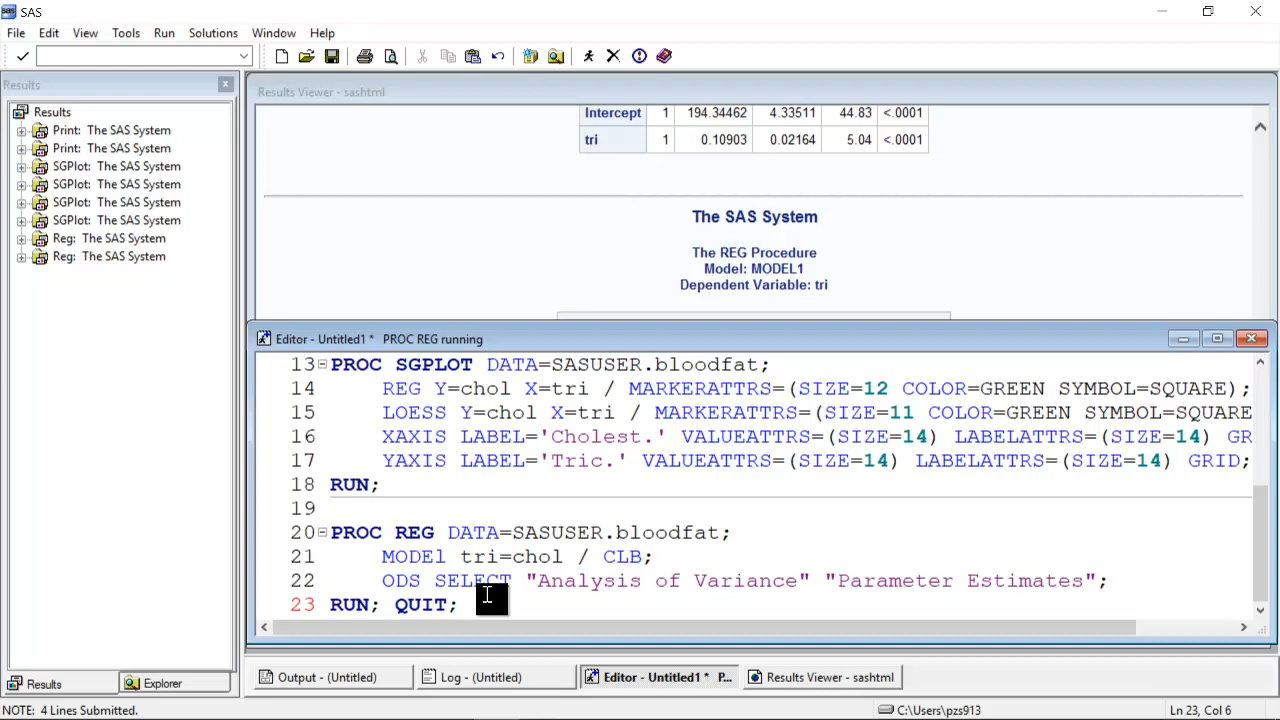 SAS
File Edit View Tools Run Solutions Window Help
Results
Results Viewer - sashtml
Results
Print: The SAS System
Print: The SAS System
SGPlot: The SAS System
SGPlot: The SAS System
SGPlot: The SAS System
SGPlot: The SAS System
Reg: The SAS System
Reg: The SAS System
Intercept 1 194.34462 4.33511 44.83 <.0001
tri 1 0.10903 0.02164 5.04 <.0001
The SAS System
The REG Procedure
Model: MODEL1
Dependent Variable: tri
Editor - Untitled1 * PROC REG running
13 PROC SGPLOT DATA=SASUSER.bloodfat;
14 REG Y=chol X=tri / MARKERATTRS=(SIZE=12 COLOR=GREEN SYMBOL=SQUARE);
15 LOESS Y=chol X=tri / MARKERATTRS=(SIZE=11 COLOR=GREEN SYMBOL=SQUARE
16 XAXIS LABEL='Cholest.' VALUEATTRS=(SIZE=14) LABELATTRS=(SIZE=14) GR
17 YAXIS LABEL='Tric.' VALUEATTRS=(SIZE=14) LABELATTRS=(SIZE=14) GRID;
18 RUN;
19
20 PROC REG DATA=SASUSER.bloodfat;
21 MODEl tri=chol / CLB;
22 ODS SELECT "Analysis of Variance" "Parameter Estimates";
23 RUN; QUIT;
Results Explorer
Output - (Untitled) Log - (Untitled) Editor - Untitled1 * P... Results Viewer - sashtml
NOTE: 4 Lines Submitted. C:\Users\pzs913 Ln 23, Col 6